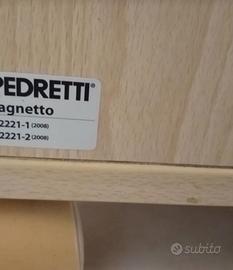 PEDRETTI®
agnetto
2221-1 (2008)
2221-2 (2008)
subito